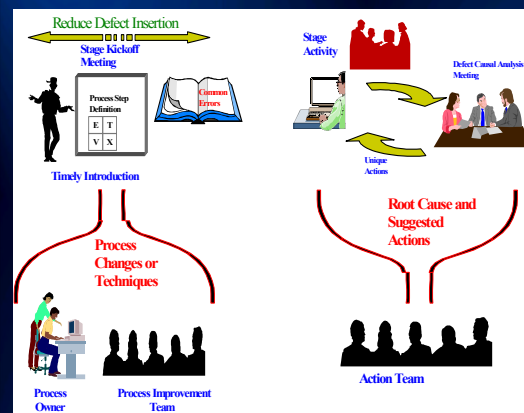 Reduce Defect Insertion
Stage Kickoff
Meeting
Process Step
Definition
E T
V X
Common
Errors
Timely Introduction
Process
Changes or
Techniques
Process
Owner
Process Improvement
Team
Stage
Activity
Defect Causal Analysis
Meeting
Unique
Actions
Root Cause and
Suggested
Actions
Action Team